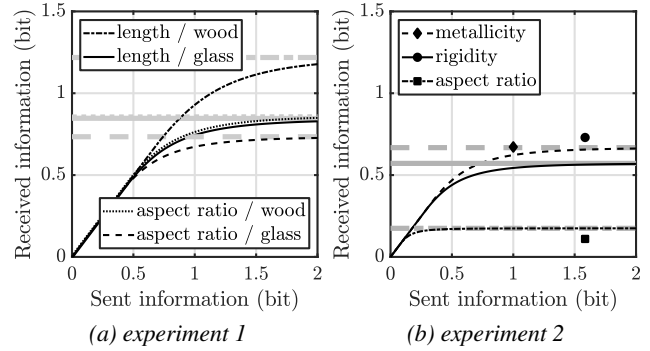 Received information (bit)
1.5
1
0.5
0
length / wood
length / glass
aspect ratio / wood
aspect ratio / glass
0 0.5 1 1.5 2
Sent information (bit)
(a) experiment 1
Received information (bit)
1.5
1
0.5
0
metallicity
rigidity
aspect ratio
0 0.5 1 1.5 2
Sent information (bit)
(b) experiment 2